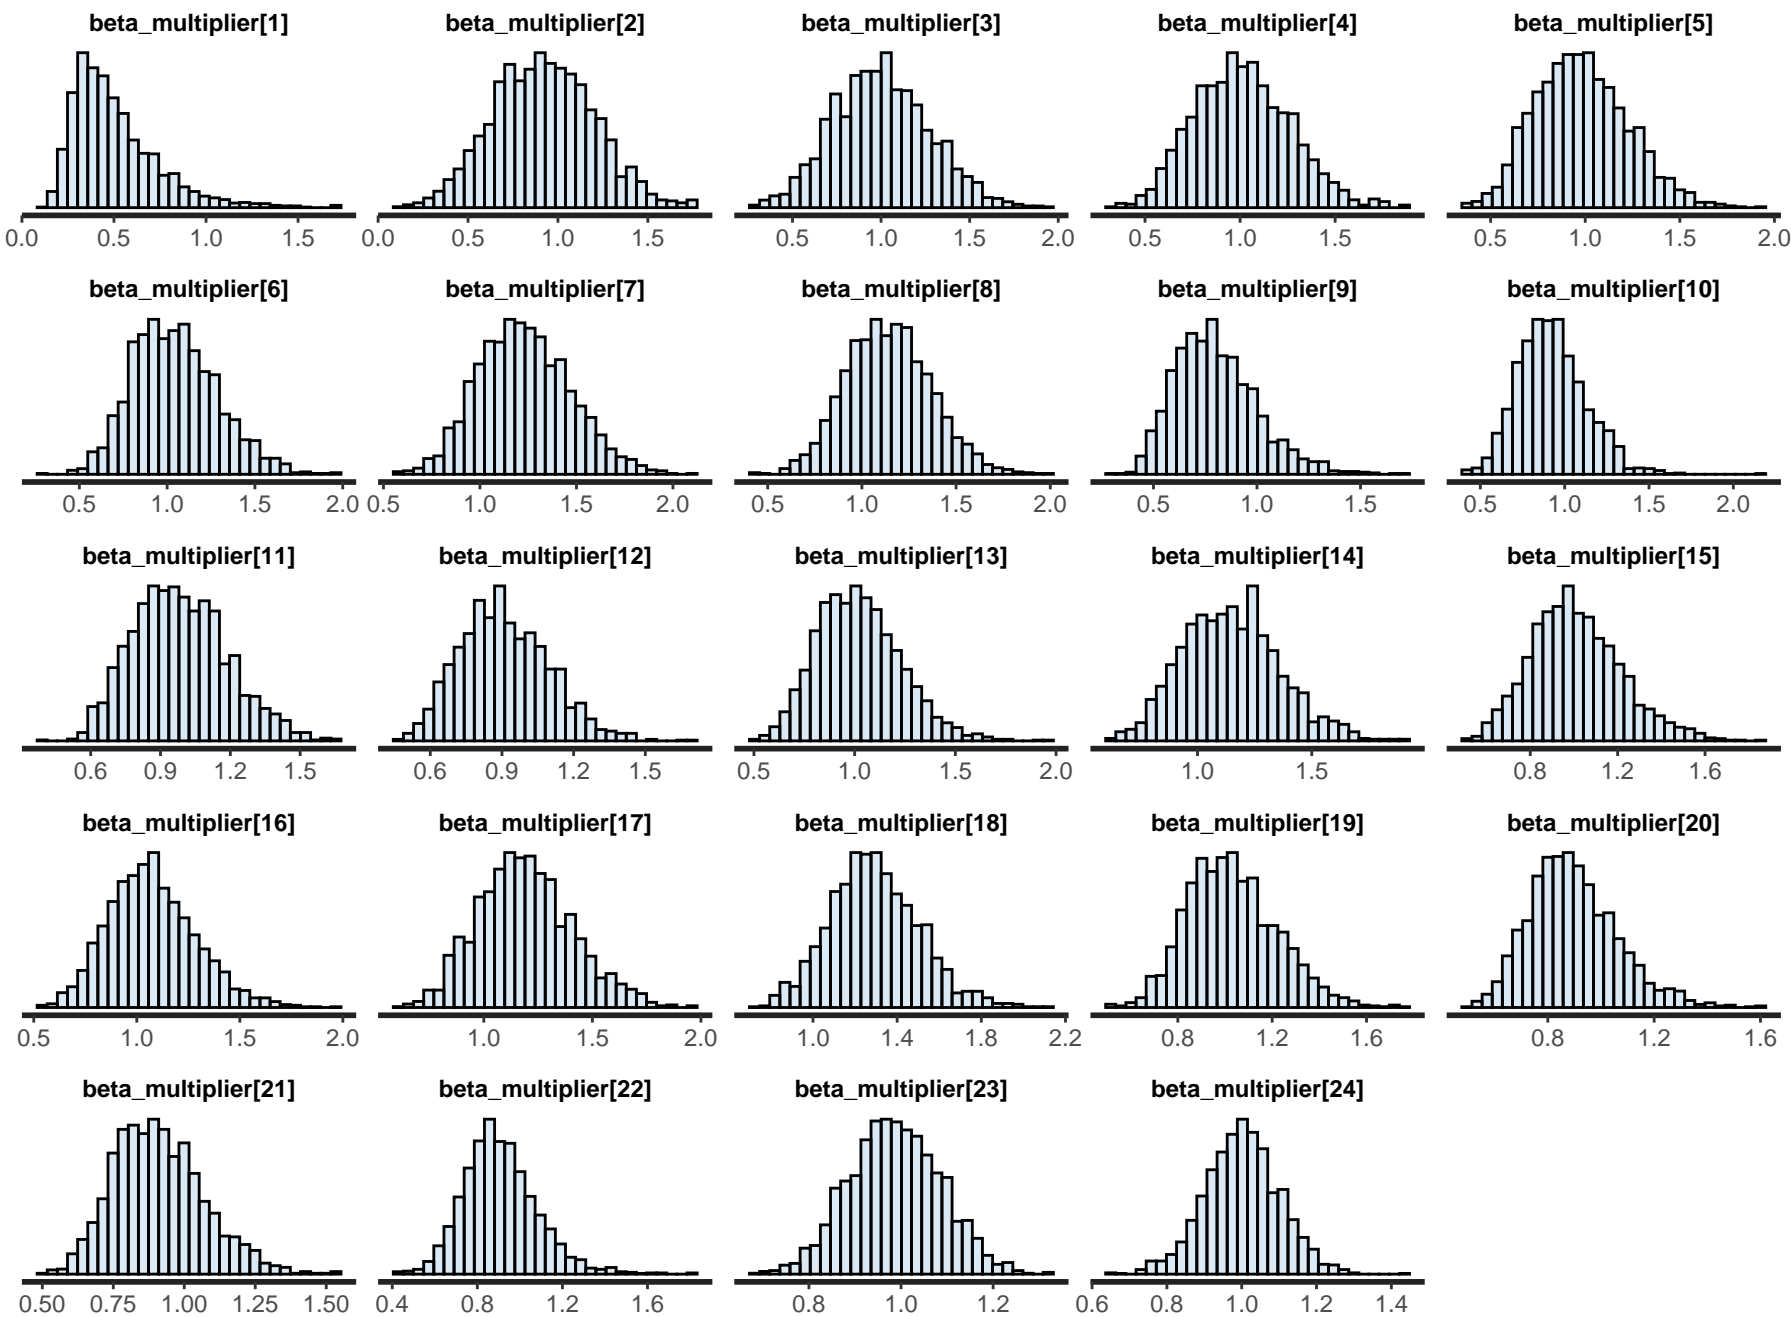 beta_multiplier[1] beta_multiplier[2] beta_multiplier[3] beta_multiplier[4] beta_multiplier[5]
0.0 0.5 1.0 1.5 0.0 0.5 1.0 1.5 0.5 1.0 1.5 2.0 0.5 1.0 1.5 0.5 1.0 1.5 2.0
beta_multiplier[6] beta_multiplier[7] beta_multiplier[8] beta_multiplier[9] beta_multiplier[10]
0.5 1.0 1.5 2.0 0.5 1.0 1.5 2.0 0.5 1.0 1.5 2.0 0.5 1.0 1.5 0.5 1.0 1.5 2.0
beta_multiplier[11] beta_multiplier[12] beta_multiplier[13] beta_multiplier[14] beta_multiplier[15]
0.6 0.9 1.2 1.5 0.6 0.9 1.2 1.5 0.5 1.0 1.5 2.0 1.0 1.5 0.8 1.2 1.6
beta_multiplier[16] beta_multiplier[17] beta_multiplier[18] beta_multiplier[19] beta_multiplier[20]
0.5 1.0 1.5 2.0 1.0 1.5 2.0 1.0 1.4 1.8 2.2 0.8 1.2 1.6 0.8 1.2 1.6
beta_multiplier[21] beta_multiplier[22] beta_multiplier[23] beta_multiplier[24]
0.50 0.75 1.00 1.25 1.50 0.4 0.8 1.2 1.6 0.8 1.0 1.2 0.6 0.8 1.0 1.2 1.4